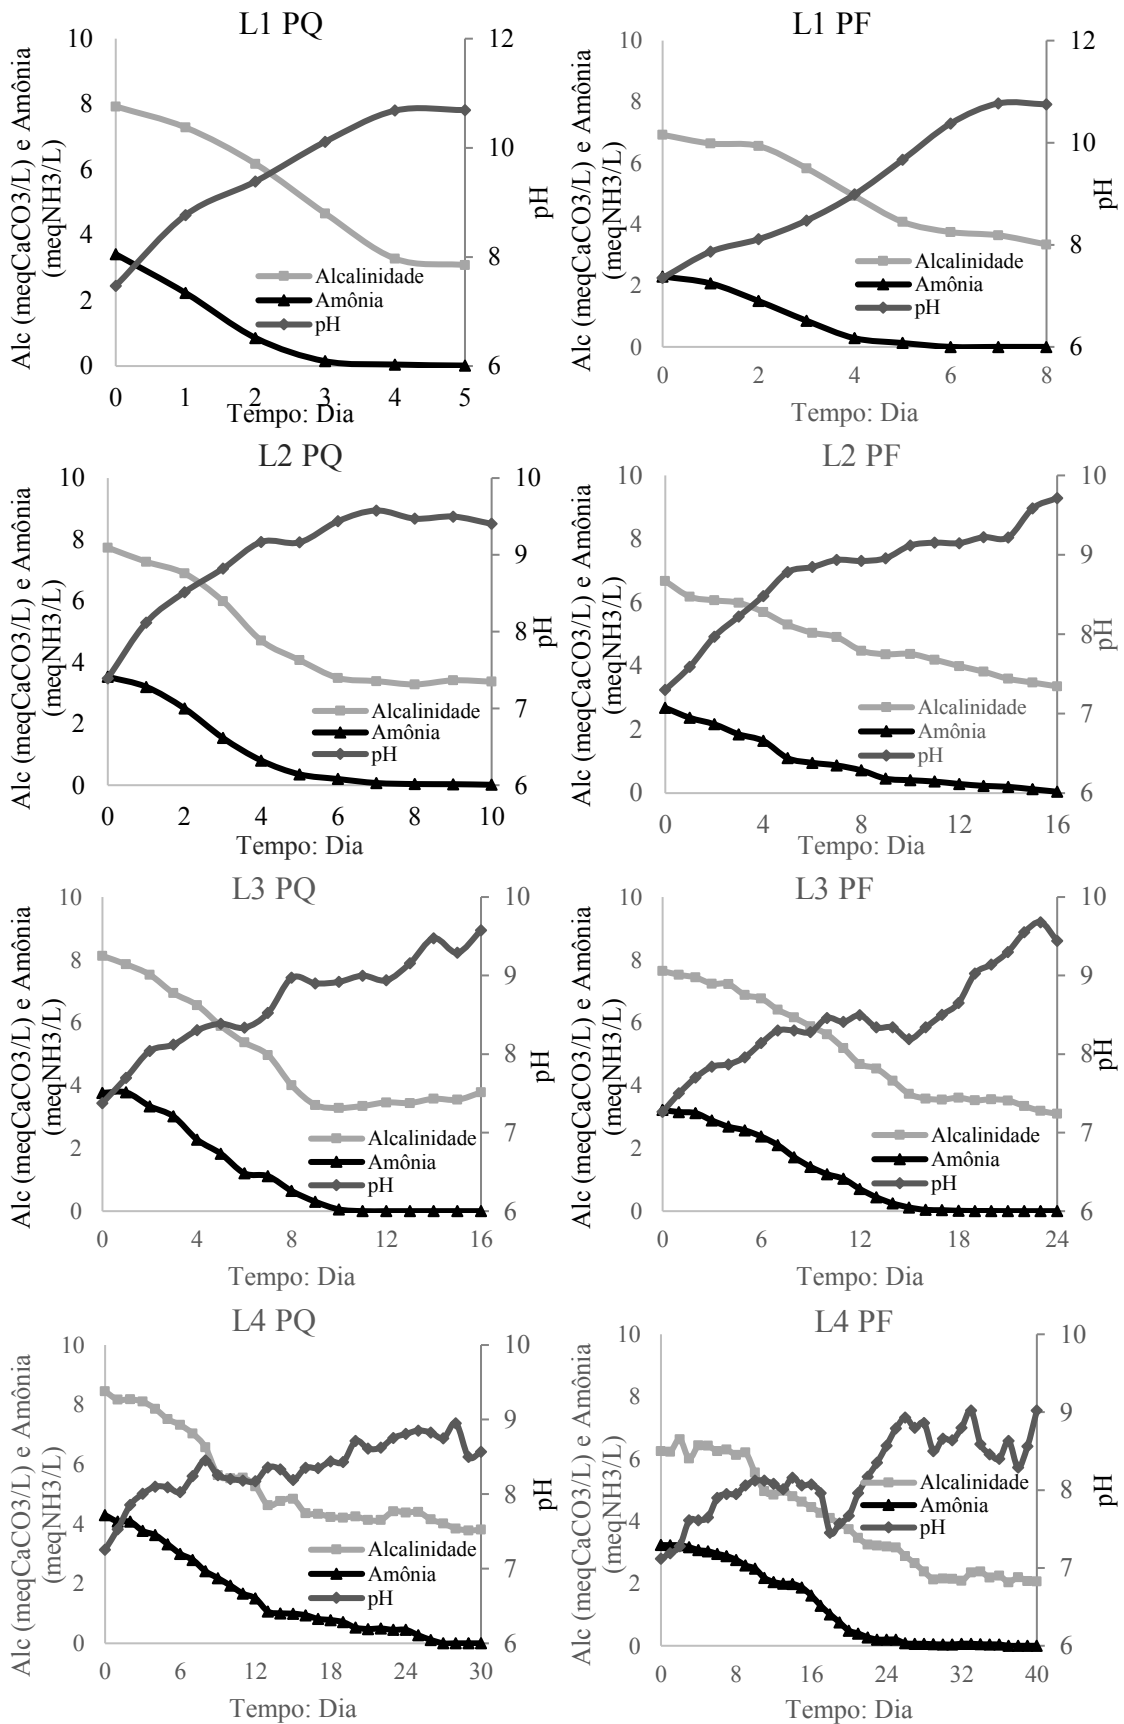 L1 PQ
Alc (meqCaCO3/L) e Amônia
(meqNH3/L)
10
8
6
4
2
0
12
10
8
6
pH
Alcalinidade
Amônia
pH
0 1 2 3 4 5
Tempo: Dia
L1 PF
Alc (meqCaCO3/L) e Amônia
(meqNH3/L)
10
8
6
4
2
0
12
10
8
6
pH
Alcalinidade
Amônia
pH
0 2 4 6 8
Tempo: Dia
L2 PQ
Alc (meqCaCO3/L) e Amônia
(meqNH3/L)
10
8
6
4
2
0
10
9
8
7
6
pH
Alcalinidade
Amônia
pH
0 2 4 6 8 10
Tempo: Dia
L2 PF
Alc (meqCaCO3/L) e Amônia
(meqNH3/L)
10
8
6
4
2
0
10
9
8
7
6
pH
Alcalinidade
Amônia
pH
0 4 8 12 16
Tempo: Dia
L3 PQ
Alc (meqCaCO3/L) e Amônia
(meqNH3/L)
10
8
6
4
2
0
10
9
8
7
6
pH
Alcalinidade
Amônia
pH
0 4 8 12 16
Tempo: Dia
L3 PF
Alc (meqCaCO3/L) e Amônia
(meqNH3/L)
10
8
6
4
2
0
10
9
8
7
6
pH
Alcalinidade
Amônia
pH
0 6 12 18 24
Tempo: Dia
L4 PQ
Alc (meqCaCO3/L) e Amônia
(meqNH3/L)
10
8
6
4
2
0
10
9
8
7
6
pH
Alcalinidade
Amônia
pH
0 6 12 18 24 30
Tempo: Dia
L4 PF
Alc (meqCaCO3/L) e Amônia
(meqNH3/L)
10
8
6
4
2
0
10
9
8
7
6
pH
Alcalinidade
Amônia
pH
0 8 16 24 32 40
Tempo: Dia